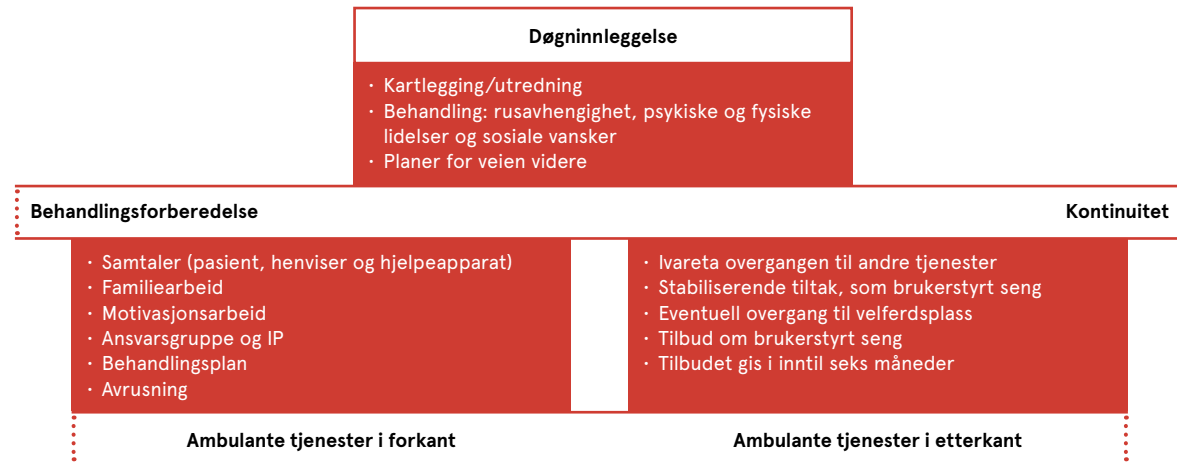 Døgninnleggelse
· Kartlegging/utredning
· Behandling: rusavhengighet, psykiske og fysiske
lidelser og sosiale vansker
· Planer for veien videre
Behandlingsforberedelse
Kontinuitet
· Samtaler (pasient, henviser og hjelpeapparat)
· Familiearbeid
· Motivasjonsarbeid
· Ansvarsgruppe og IP
· Behandlingsplan
· Avrusning
· Ivareta overgangen til andre tjenester
· Stabiliserende tiltak, som brukerstyrt seng
· Eventuell overgang til velferdsplass
· Tilbud om brukerstyrt seng
· Tilbudet gis i inntil seks måneder
Ambulante tjenester i forkant
Ambulante tjenester i etterkant